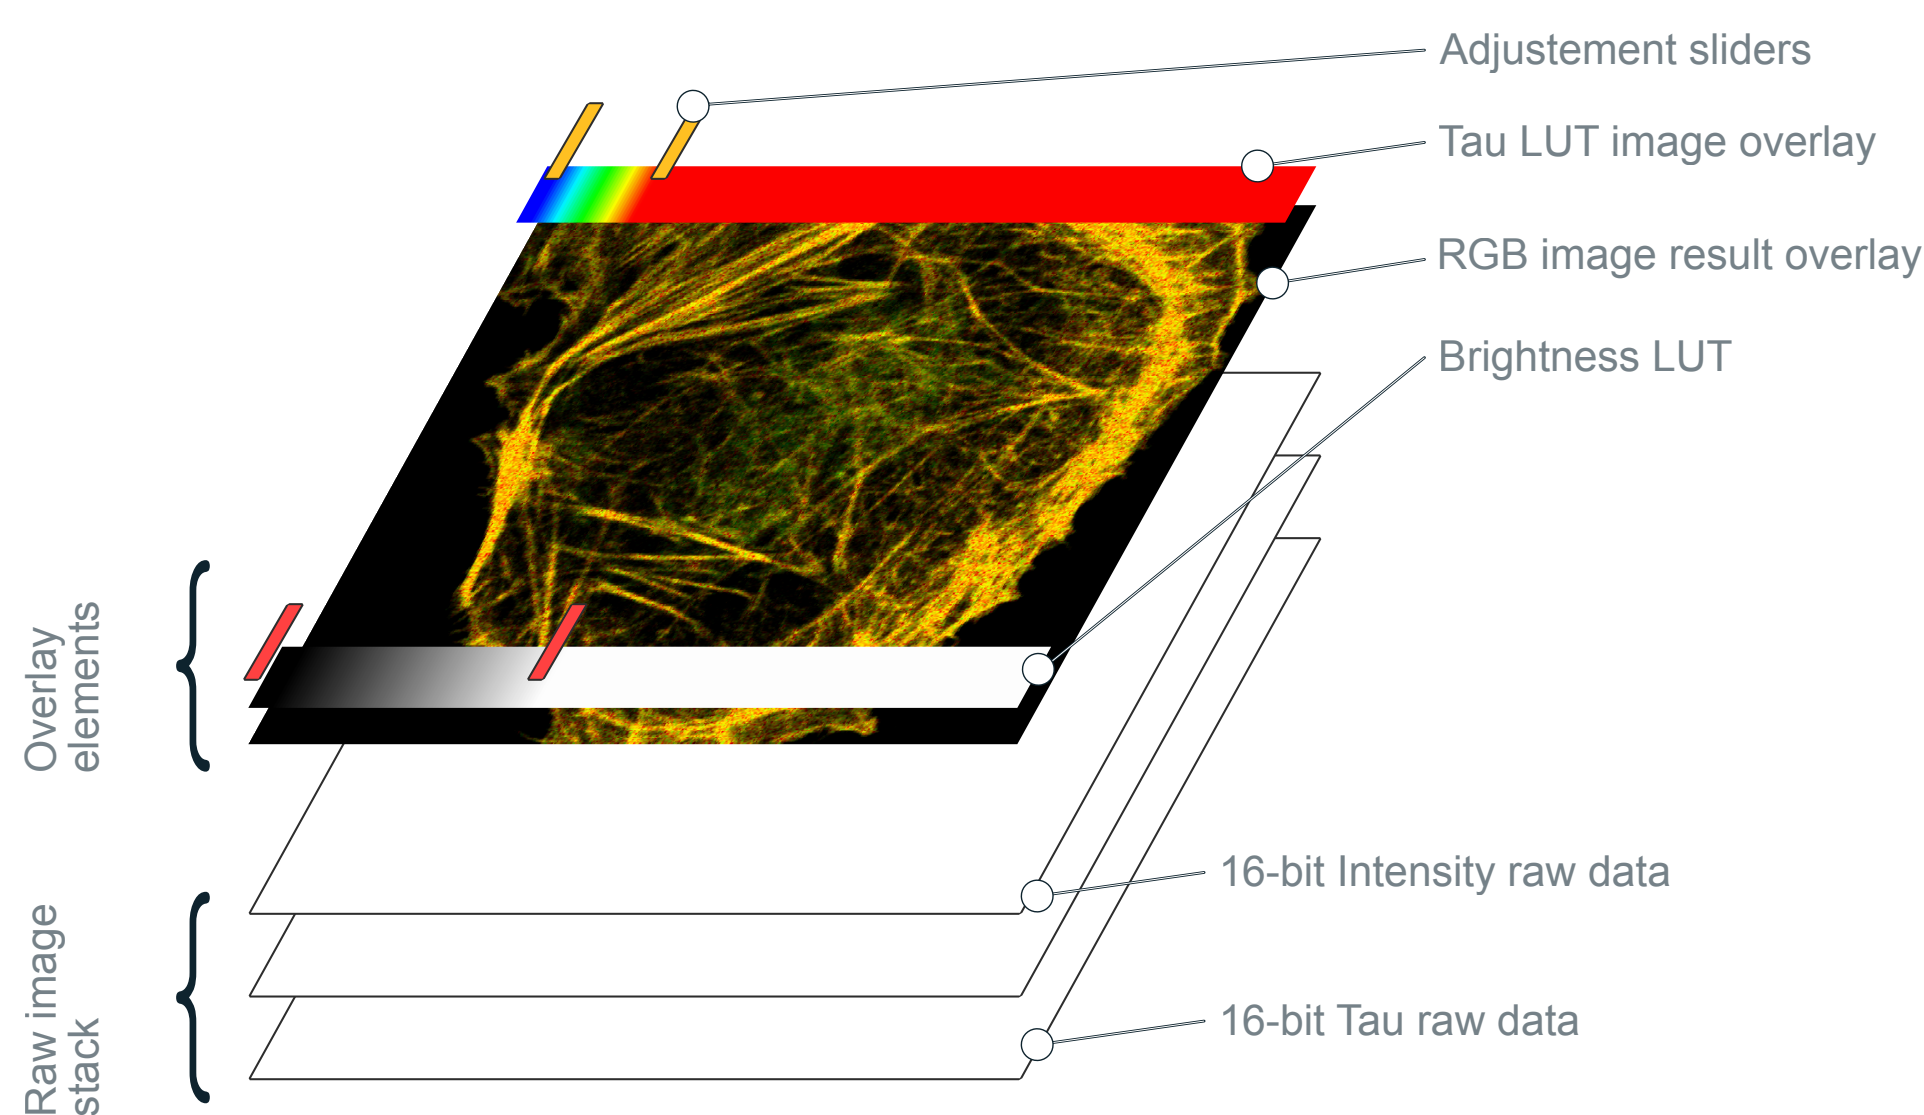 Adjustement sliders
Tau LUT image overlay
RGB image result overlay
Brightness LUT
Overlay
elements
16-bit Intensity raw data
Raw image
stack
16-bit Tau raw data